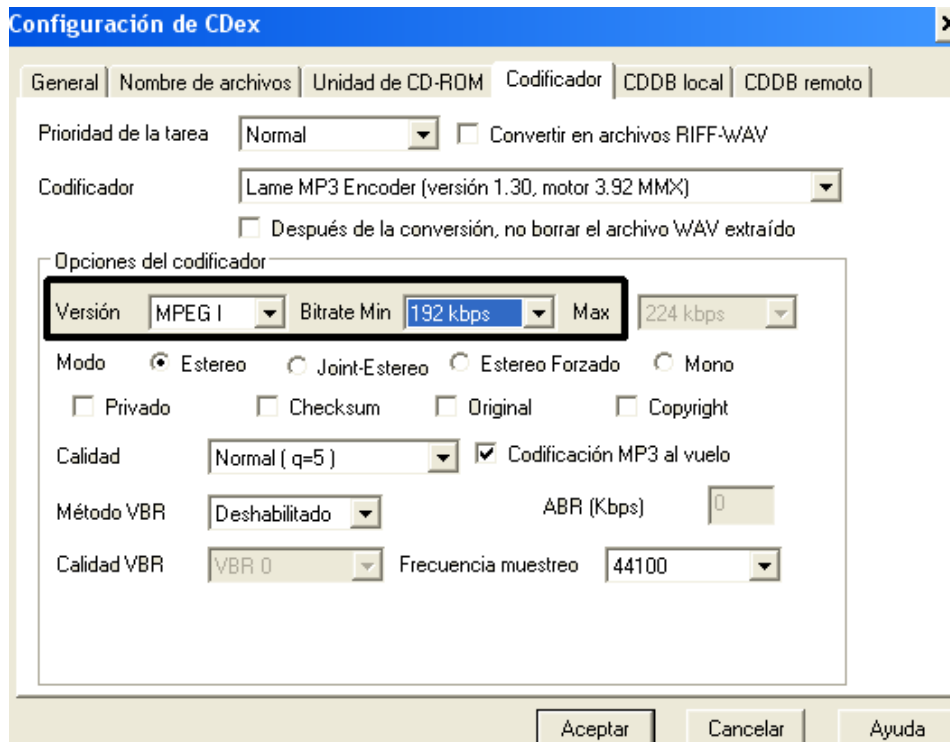 Configuración de CDex
General Nombre de archivos Unidad de CD-ROM Codificador CDDB local CDDB remoto
Prioridad de la tarea Normal Convertir en archivos RIFF-WAV
Codificador Lame MP3 Encoder (versión 1.30, motor 3.92 MMX)
Después de la conversión, no borrar el archivo WAV extraído
Opciones del codificador
Versión MPEG I Bitrate Min 192 kbps Max 224 kbps
Modo Estereo Joint-Estereo Estereo Forzado Mono
Privado Checksum Original Copyright
Calidad Normal ( q=5 ) Codificación MP3 al vuelo
Método VBR Deshabilitado ABR (Kbps) 0
Calidad VBR VBR 0 Frecuencia muestreo 44100
Aceptar Cancelar Ayuda